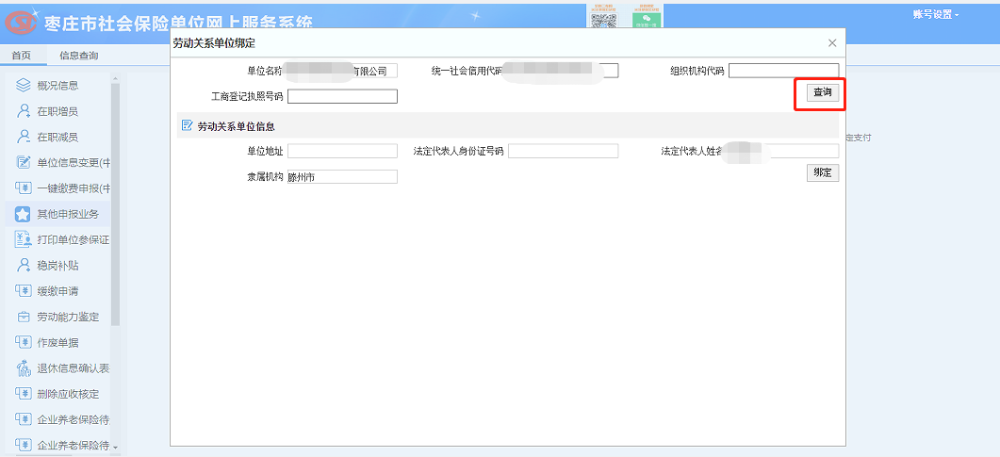 枣庄市社会保险单位网上服务系统
账号设置
首页
信息查询
劳动关系单位绑定
×
单位名称 有限公司
统一社会信用代码
组织机构代码
工商登记执照号码
查询
劳动关系单位信息
单位地址
法定代表人身份证号码
法定代表人姓名
隶属机构 滕州市
绑定
概况信息
在职增员
在职减员
单位信息变更(中
一键缴费申报(中
其他申报业务
打印单位参保证
稳岗补贴
缓缴申请
劳动能力鉴定
作废单据
退休信息确认表
删除应收核定
企业养老保险待
企业养老保险待
定支付